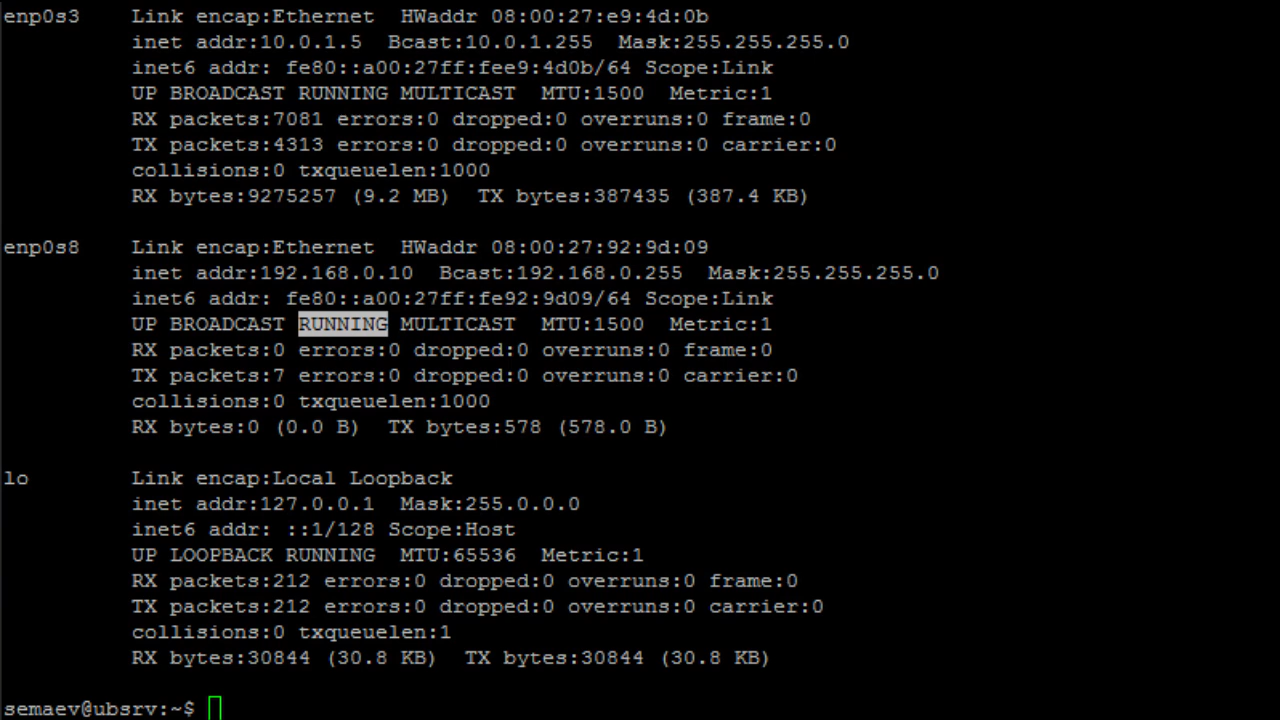 enp0s3    Link encap:Ethernet  HWaddr 08:00:27:e9:4d:0b
          inet addr:10.0.1.5  Bcast:10.0.1.255  Mask:255.255.255.0
          inet6 addr: fe80::a00:27ff:fee9:4d0b/64 Scope:Link
          UP BROADCAST RUNNING MULTICAST  MTU:1500  Metric:1
          RX packets:7081 errors:0 dropped:0 overruns:0 frame:0
          TX packets:4313 errors:0 dropped:0 overruns:0 carrier:0
          collisions:0 txqueuelen:1000
          RX bytes:9275257 (9.2 MB)  TX bytes:387435 (387.4 KB)

enp0s8    Link encap:Ethernet  HWaddr 08:00:27:92:9d:09
          inet addr:192.168.0.10  Bcast:192.168.0.255  Mask:255.255.255.0
          inet6 addr: fe80::a00:27ff:fe92:9d09/64 Scope:Link
          UP BROADCAST RUNNING MULTICAST  MTU:1500  Metric:1
          RX packets:0 errors:0 dropped:0 overruns:0 frame:0
          TX packets:7 errors:0 dropped:0 overruns:0 carrier:0
          collisions:0 txqueuelen:1000
          RX bytes:0 (0.0 B)  TX bytes:578 (578.0 B)

lo        Link encap:Local Loopback
          inet addr:127.0.0.1  Mask:255.0.0.0
          inet6 addr: ::1/128 Scope:Host
          UP LOOPBACK RUNNING  MTU:65536  Metric:1
          RX packets:212 errors:0 dropped:0 overruns:0 frame:0
          TX packets:212 errors:0 dropped:0 overruns:0 carrier:0
          collisions:0 txqueuelen:1
          RX bytes:30844 (30.8 KB)  TX bytes:30844 (30.8 KB)

semaev@ubsrv:~$